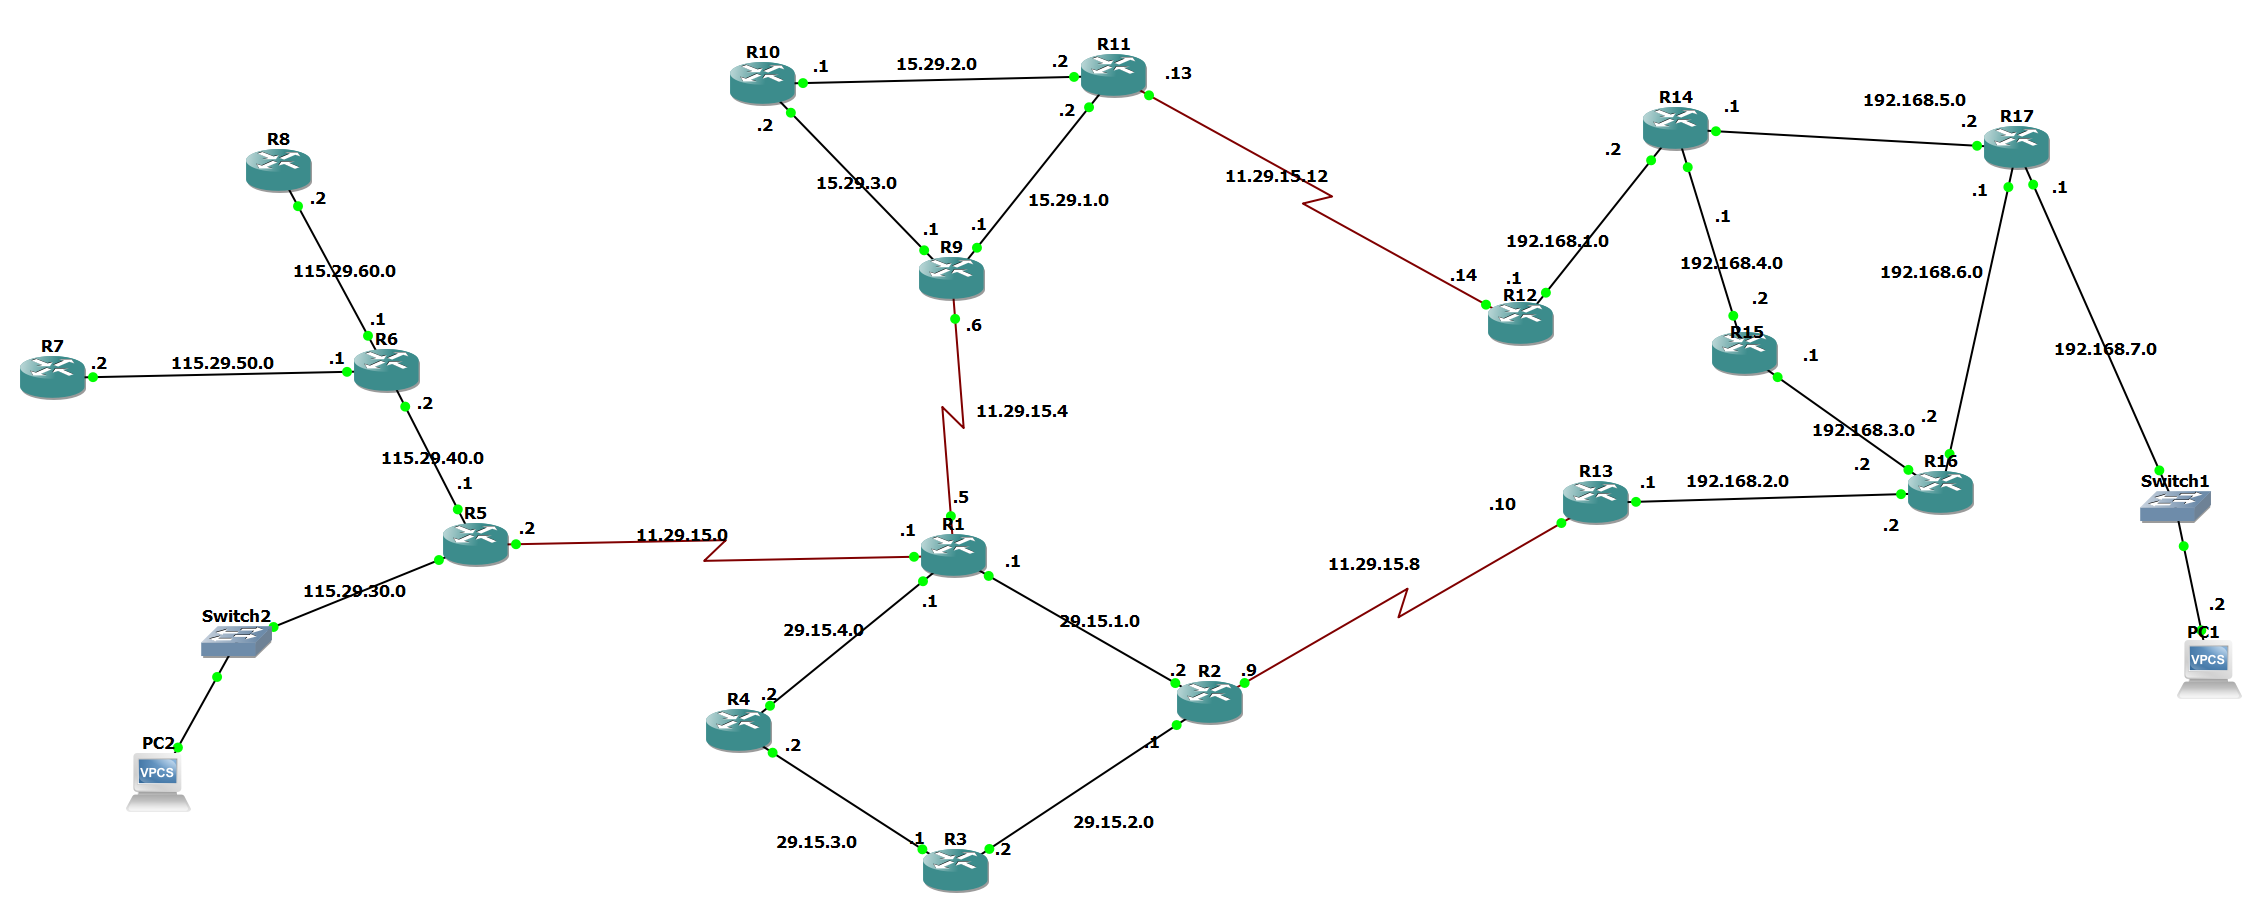 R10
.1
15.29.2.0
.2
R11
.13
.2
.2
15.29.3.0
15.29.1.0
.1
.1
R9
.6
11.29.15.4
.5
R8
.2
115.29.60.0
.1
R6
R7
.2
115.29.50.0
.1
.2
115.29.40.0
.1
R5
.2
115.29.30.0
Switch2
PC2
VPCS
11.29.15.0
.1
R1
.1
.1
29.15.4.0
29.15.1.0
.2
R4
.2
29.15.3.0
.1
R3
.2
29.15.2.0
.1
.2
R2
.9
11.29.15.8
.10
R13
.1
192.168.2.0
.2
11.29.15.12
.14
.1
R12
192.168.1.0
.2
R14
.1
192.168.5.0
.2
R17
.1
192.168.4.0
.2
R15
.1
192.168.3.0
.2
R16
.2
192.168.6.0
.1
.1
192.168.7.0
Switch1
.2
PC1
VPCS